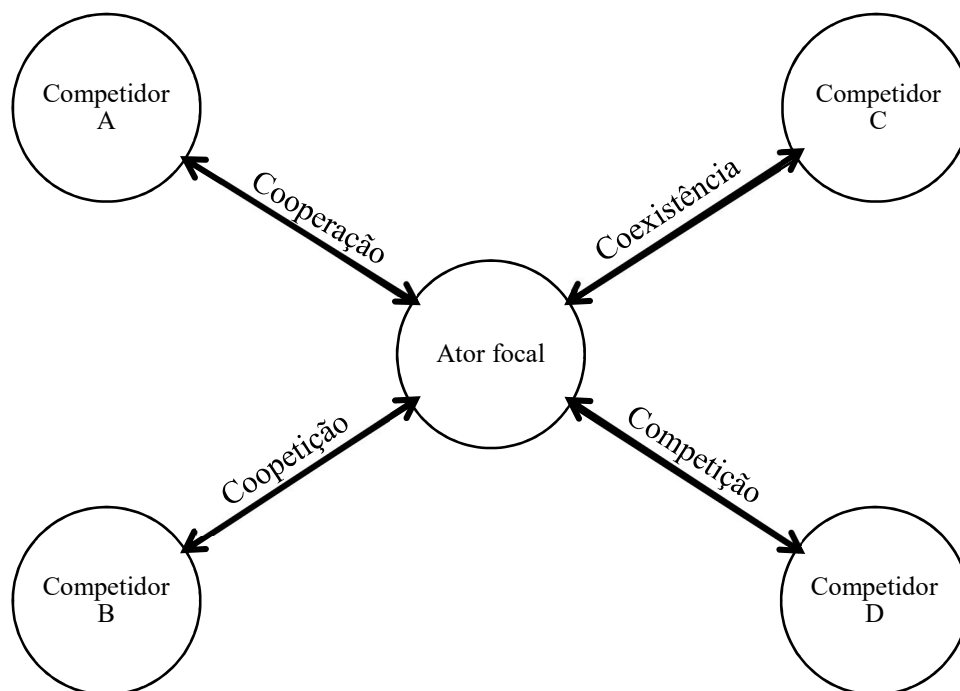 Competidor
A
Competidor
C
Cooperação
Coexistência
Ator focal
Coopetição
Competição
Competidor
B
Competidor
D